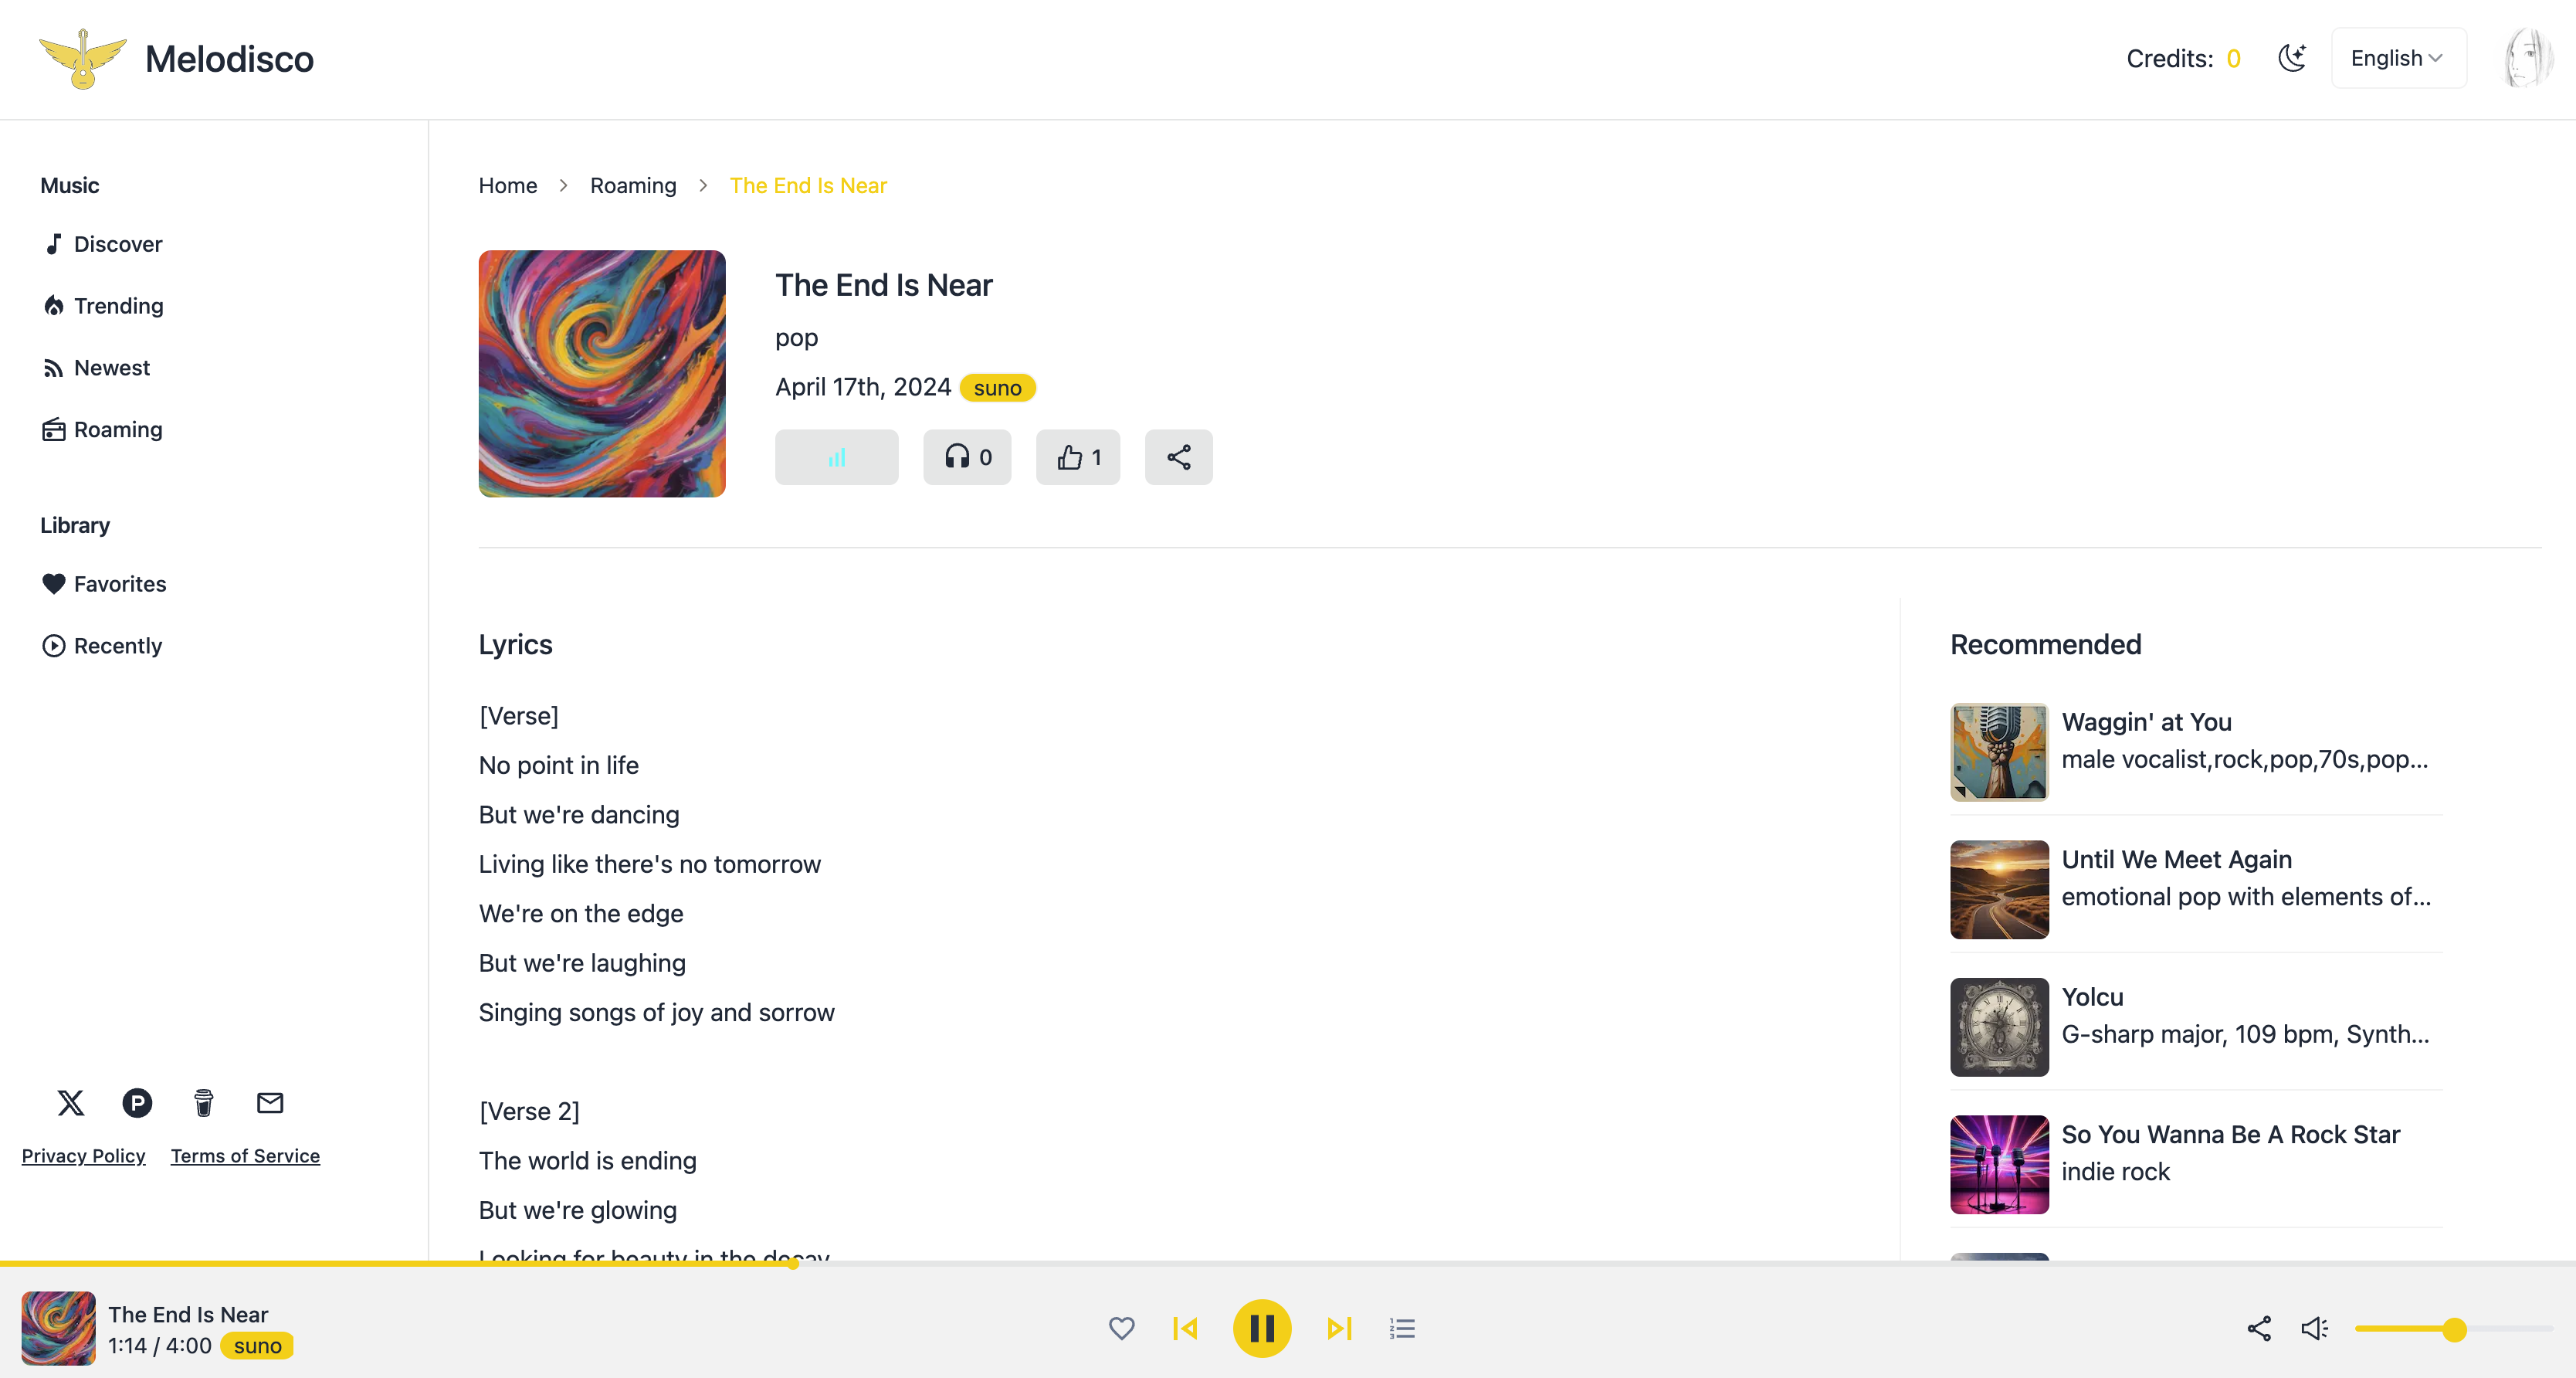 Melodisco
Credits: 0
English
Music
Discover
Trending
Newest
Roaming
Library
Favorites
Recently
P
Privacy Policy Terms of Service
Home > Roaming > The End Is Near
The End Is Near
pop
April 17th, 2024 suno
0 1
Lyrics
[Verse]
No point in life
But we're dancing
Living like there's no tomorrow
We're on the edge
But we're laughing
Singing songs of joy and sorrow
[Verse 2]
The world is ending
But we're glowing
Looking for beauty in the decay
Recommended
Waggin' at You
male vocalist,rock,pop,70s,pop...
Until We Meet Again
emotional pop with elements of...
Yolcu
G-sharp major, 109 bpm, Synth...
So You Wanna Be A Rock Star
indie rock
The End Is Near
1:14 / 4:00 suno